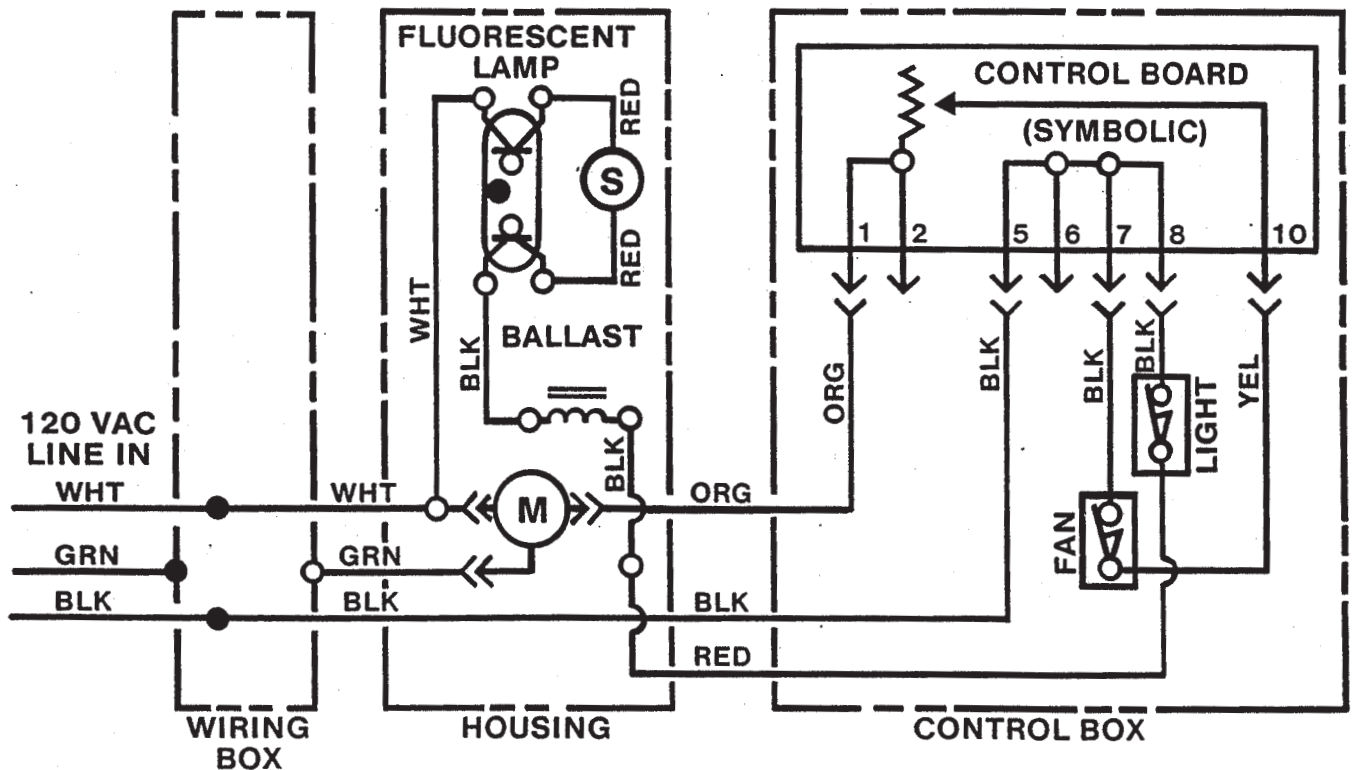 FLUORESCENT
LAMP
RED
S
RED
WHT
BLK
BALLAST
CONTROL BOARD
(SYMBOLIC)
1 2 5 6 7 8 10
ORG
BLK
BLK
BLK
YEL
LIGHT
FAN
120 VAC
LINE IN
WHT
WHT
M
BLK
ORG
GRN
GRN
BLK
BLK
BLK
RED
WIRING
BOX
HOUSING
CONTROL BOX